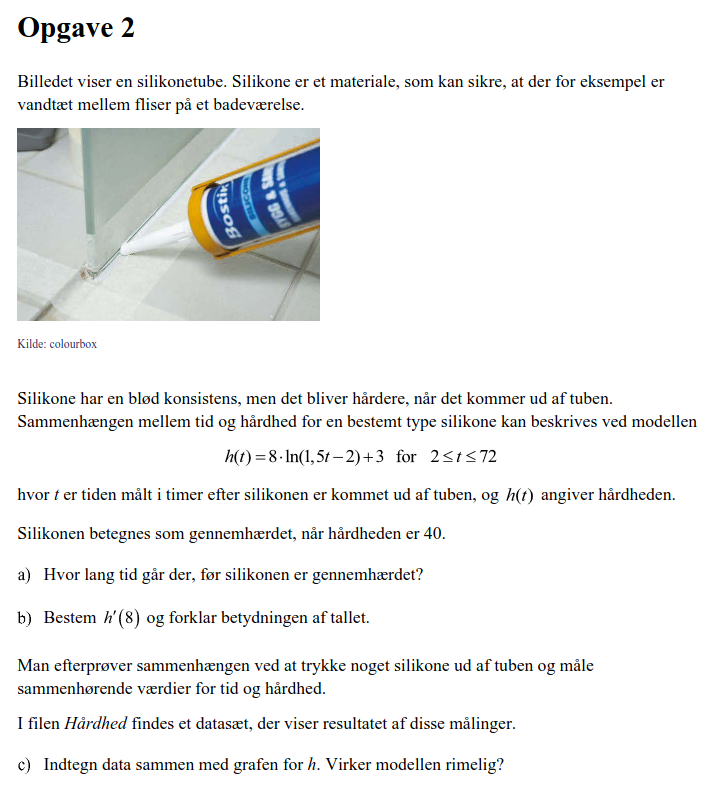 Opgave 2
Billedet viser en silikonetube. Silikone er et materiale, som kan sikre, at der for eksempel er
vandtæt mellem fliser på et badeværelse.
Bostik
SILICONE
BYGG & SAN
Kilde: colourbox
Silikone har en blød konsistens, men det bliver hårdere, når det kommer ud af tuben.
Sammenhængen mellem tid og hårdhed for en bestemt type silikone kan beskrives ved modellen
h(t) = 8 · ln(1,5t − 2) + 3 for 2 ≤ t ≤ 72
hvor t er tiden målt i timer efter silikonen er kommet ud af tuben, og h(t) angiver hårdheden.
Silikonen betegnes som gennemhærdet, når hårdheden er 40.
a) Hvor lang tid går der, før silikonen er gennemhærdet?
b) Bestem h′(8) og forklar betydningen af tallet.
Man efterprøver sammenhængen ved at trykke noget silikone ud af tuben og måle
sammenhørende værdier for tid og hårdhed.
I filen Hårdhed findes et datasæt, der viser resultatet af disse målinger.
c) Indtegn data sammen med grafen for h. Virker modellen rimelig?